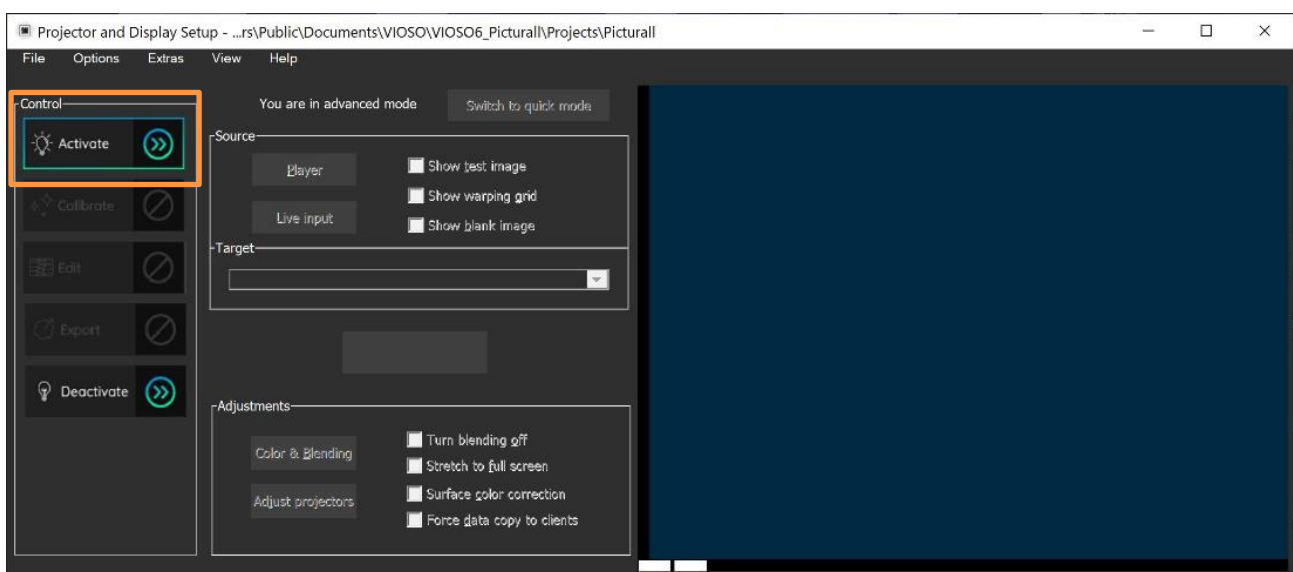 Projector and Display Setup - ...rs\Public\Documents\VIOSO\VIOSO6_Picturall\Projects\Picturall
File Options Extras View Help
Control
Activate
Calibrate
Edit
Export
Deactivate
You are in advanced mode
Switch to quick mode
Source
Player
Live input
Show test image
Show warping grid
Show blank image
Target
Adjustments
Color & Blending
Adjust projectors
Turn blending off
Stretch to full screen
Surface color correction
Force data copy to clients